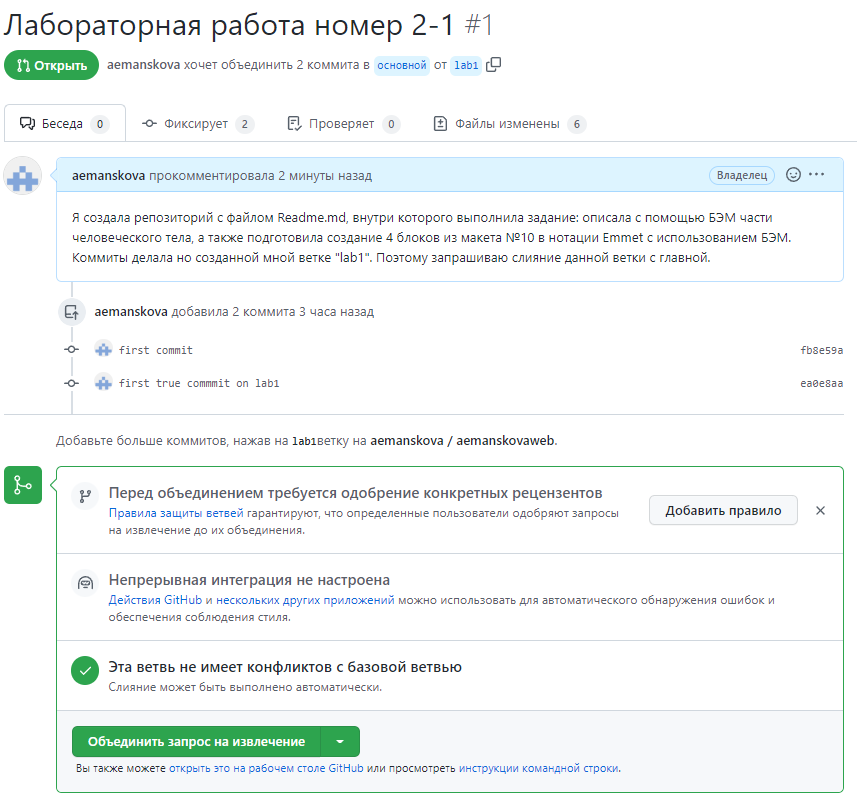 Лабораторная работа номер 2-1 #1
Открыть aemanskova хочет объединить 2 коммита в основной от lab1
Беседа 0 Фиксирует 2 Проверяет 0 Файлы изменены 6
aemanskova прокомментировала 2 минуты назад Владелец
Я создала репозиторий с файлом Readme.md, внутри которого выполнила задание: описала с помощью БЭМ части
человеческого тела, а также подготовила создание 4 блоков из макета №10 в нотации Emmet с использованием БЭМ.
Коммиты делала но созданной мной ветке "lab1". Поэтому запрашиваю слияние данной ветки с главной.
aemanskova добавила 2 коммита 3 часа назад
first commit fb8e59a
first true commmit on lab1 ea0e8aa
Добавьте больше коммитов, нажав на lab1ветку на aemanskova / aemanskovaweb.
Перед объединением требуется одобрение конкретных рецензентов
Правила защиты ветвей гарантируют, что определенные пользователи одобряют запросы
на извлечение до их объединения.
Добавить правило
Непрерывная интеграция не настроена
Действия GitHub и нескольких других приложений можно использовать для автоматического обнаружения ошибок и
обеспечения соблюдения стиля.
Эта ветвь не имеет конфликтов с базовой ветвью
Слияние может быть выполнено автоматически.
Объединить запрос на извлечение
Вы также можете открыть это на рабочем столе GitHub или просмотреть инструкции командной строки.